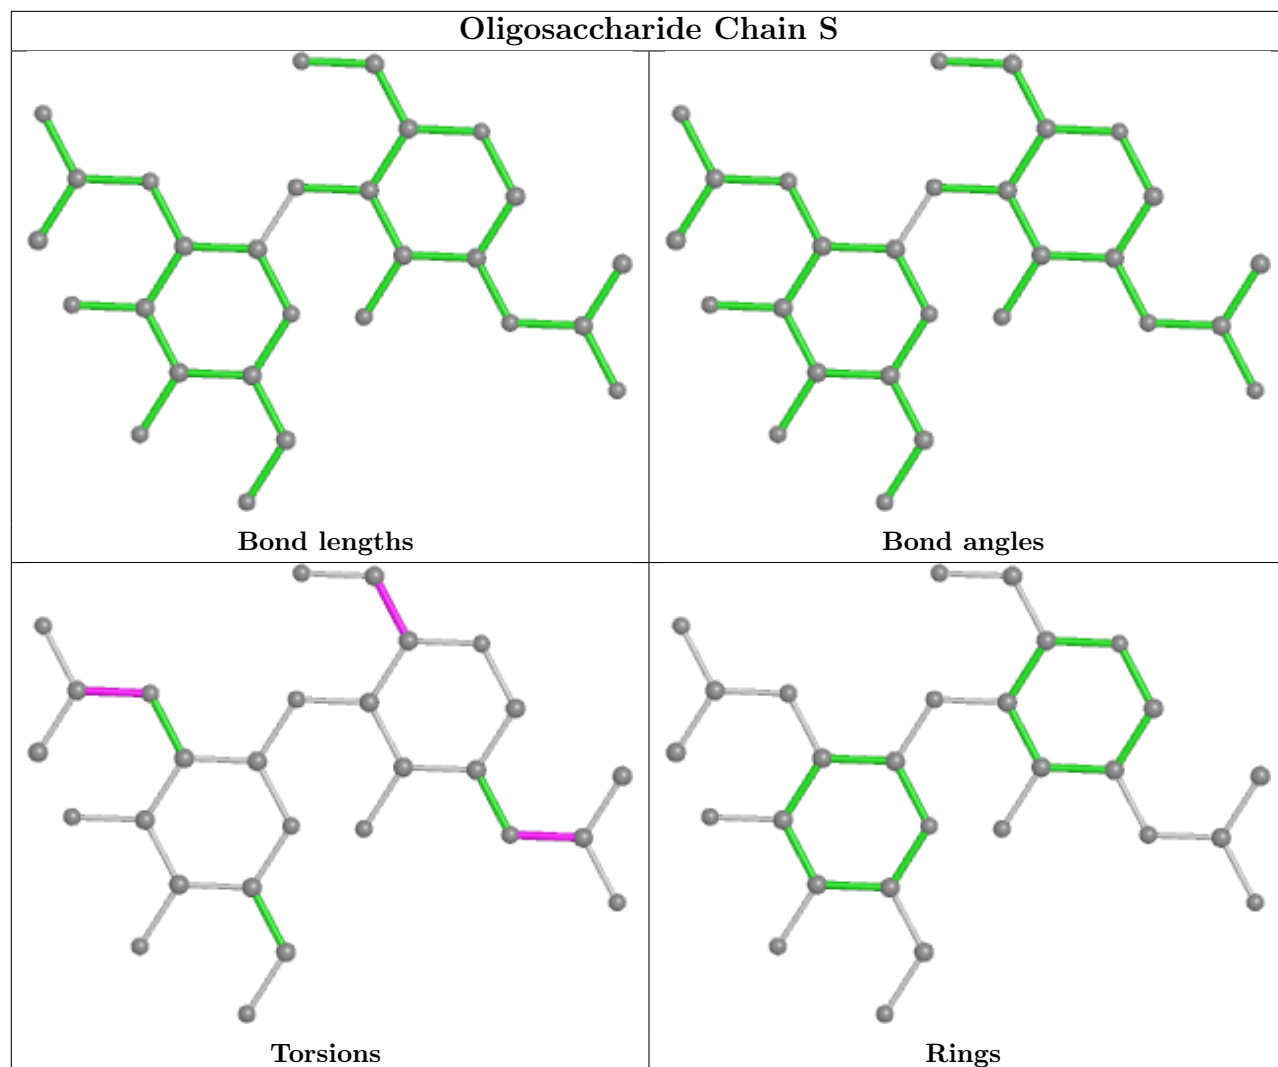 Oligosaccharide Chain S
Bond lengths
Bond angles
Torsions
Rings